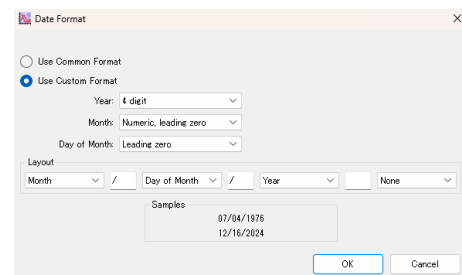 Date Format
Use Common Format
Use Custom Format
Year: 4 digit
Month: Numeric, leading zero
Day of Month: Leading zero
Layout
Month / Day of Month / Year None
Samples
07/04/1976
12/16/2024
OK Cancel